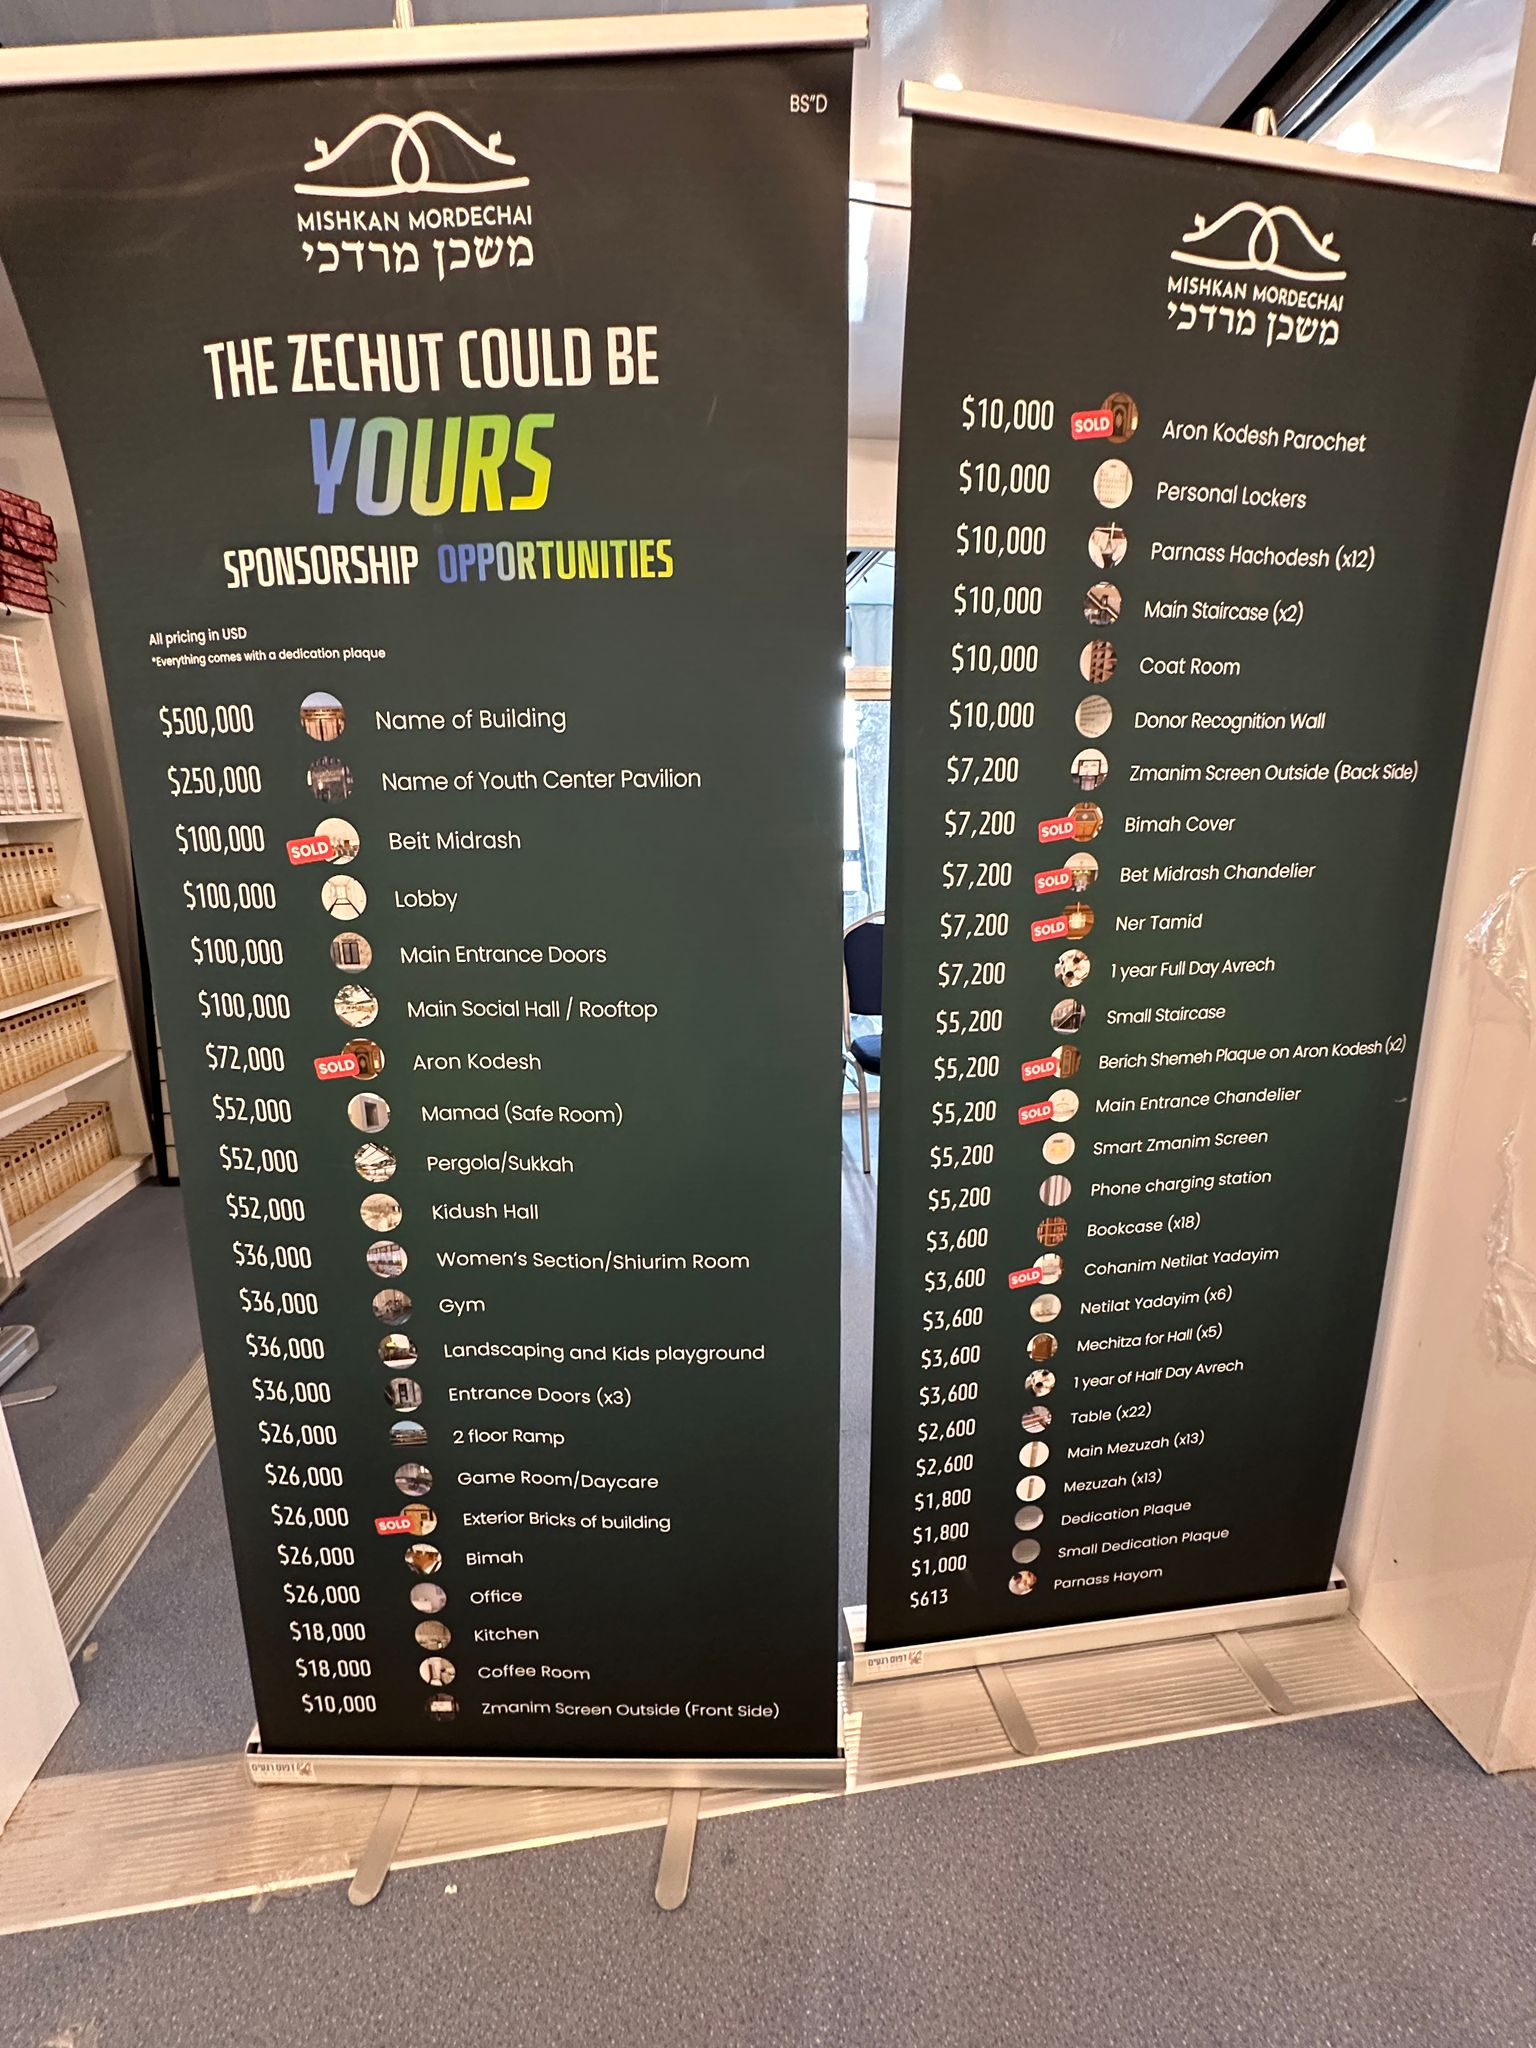 BS"D
MISHKAN MORDECHAI
משכן מרדכי
THE ZECHUT COULD BE
YOURS
SPONSORSHIP OPPORTUNITIES
All pricing in USD
*Everything comes with a dedication plaque
$500,000 Name of Building
$250,000 Name of Youth Center Pavilion
$100,000 SOLD Beit Midrash
$100,000 Lobby
$100,000 Main Entrance Doors
$100,000 Main Social Hall / Rooftop
$72,000 SOLD Aron Kodesh
$52,000 Mamad (Safe Room)
$52,000 Pergola/Sukkah
$52,000 Kidush Hall
$36,000 Women's Section/Shiurim Room
$36,000 Gym
$36,000 Landscaping and Kids playground
$36,000 Entrance Doors (x3)
$26,000 2 floor Ramp
$26,000 Game Room/Daycare
$26,000 SOLD Exterior Bricks of building
$26,000 Bimah
$26,000 Office
$18,000 Kitchen
$18,000 Coffee Room
$10,000 Zmanim Screen Outside (Front Side)
דפוס רגעים
MISHKAN MORDECHAI
משכן מרדכי
$10,000 SOLD Aron Kodesh Parochet
$10,000 Personal Lockers
$10,000 Parnass Hachodesh (x12)
$10,000 Main Staircase (x2)
$10,000 Coat Room
$10,000 Donor Recognition Wall
$7,200 Zmanim Screen Outside (Back Side)
$7,200 SOLD Bimah Cover
$7,200 SOLD Bet Midrash Chandelier
$7,200 SOLD Ner Tamid
$7,200 1 year Full Day Avrech
$5,200 Small Staircase
$5,200 SOLD Berich Shemeh Plaque on Aron Kodesh (x2)
$5,200 SOLD Main Entrance Chandelier
$5,200 Smart Zmanim Screen
$5,200 Phone charging station
$3,600 Bookcase (x18)
$3,600 SOLD Cohanim Netilat Yadayim
$3,600 Netilat Yadayim (x6)
$3,600 Mechitza for Hall (x5)
$3,600 1 year of Half Day Avrech
$2,600 Table (x22)
$2,600 Main Mezuzah (x13)
$1,800 Mezuzah (x13)
$1,800 Dedication Plaque
$1,000 Small Dedication Plaque
$613 Parnass Hayom
דפוס רגעים